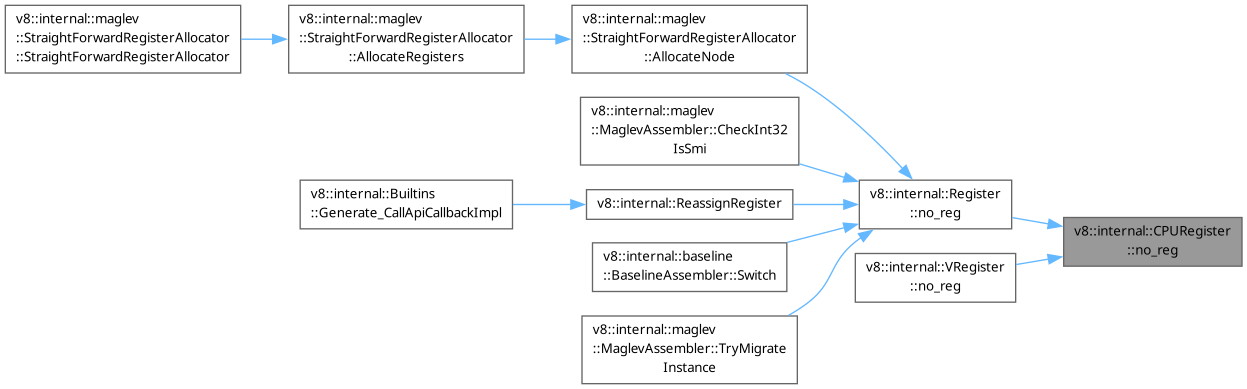 v8::internal::maglev
::StraightForwardRegisterAllocator
::StraightForwardRegisterAllocator
v8::internal::maglev
::StraightForwardRegisterAllocator
::AllocateRegisters
v8::internal::maglev
::StraightForwardRegisterAllocator
::AllocateNode
v8::internal::maglev
::MaglevAssembler::CheckInt32
IsSmi
v8::internal::Builtins
::Generate_CallApiCallbackImpl
v8::internal::ReassignRegister
v8::internal::Register
::no_reg
v8::internal::CPURegister
::no_reg
v8::internal::baseline
::BaselineAssembler::Switch
v8::internal::VRegister
::no_reg
v8::internal::maglev
::MaglevAssembler::TryMigrate
Instance